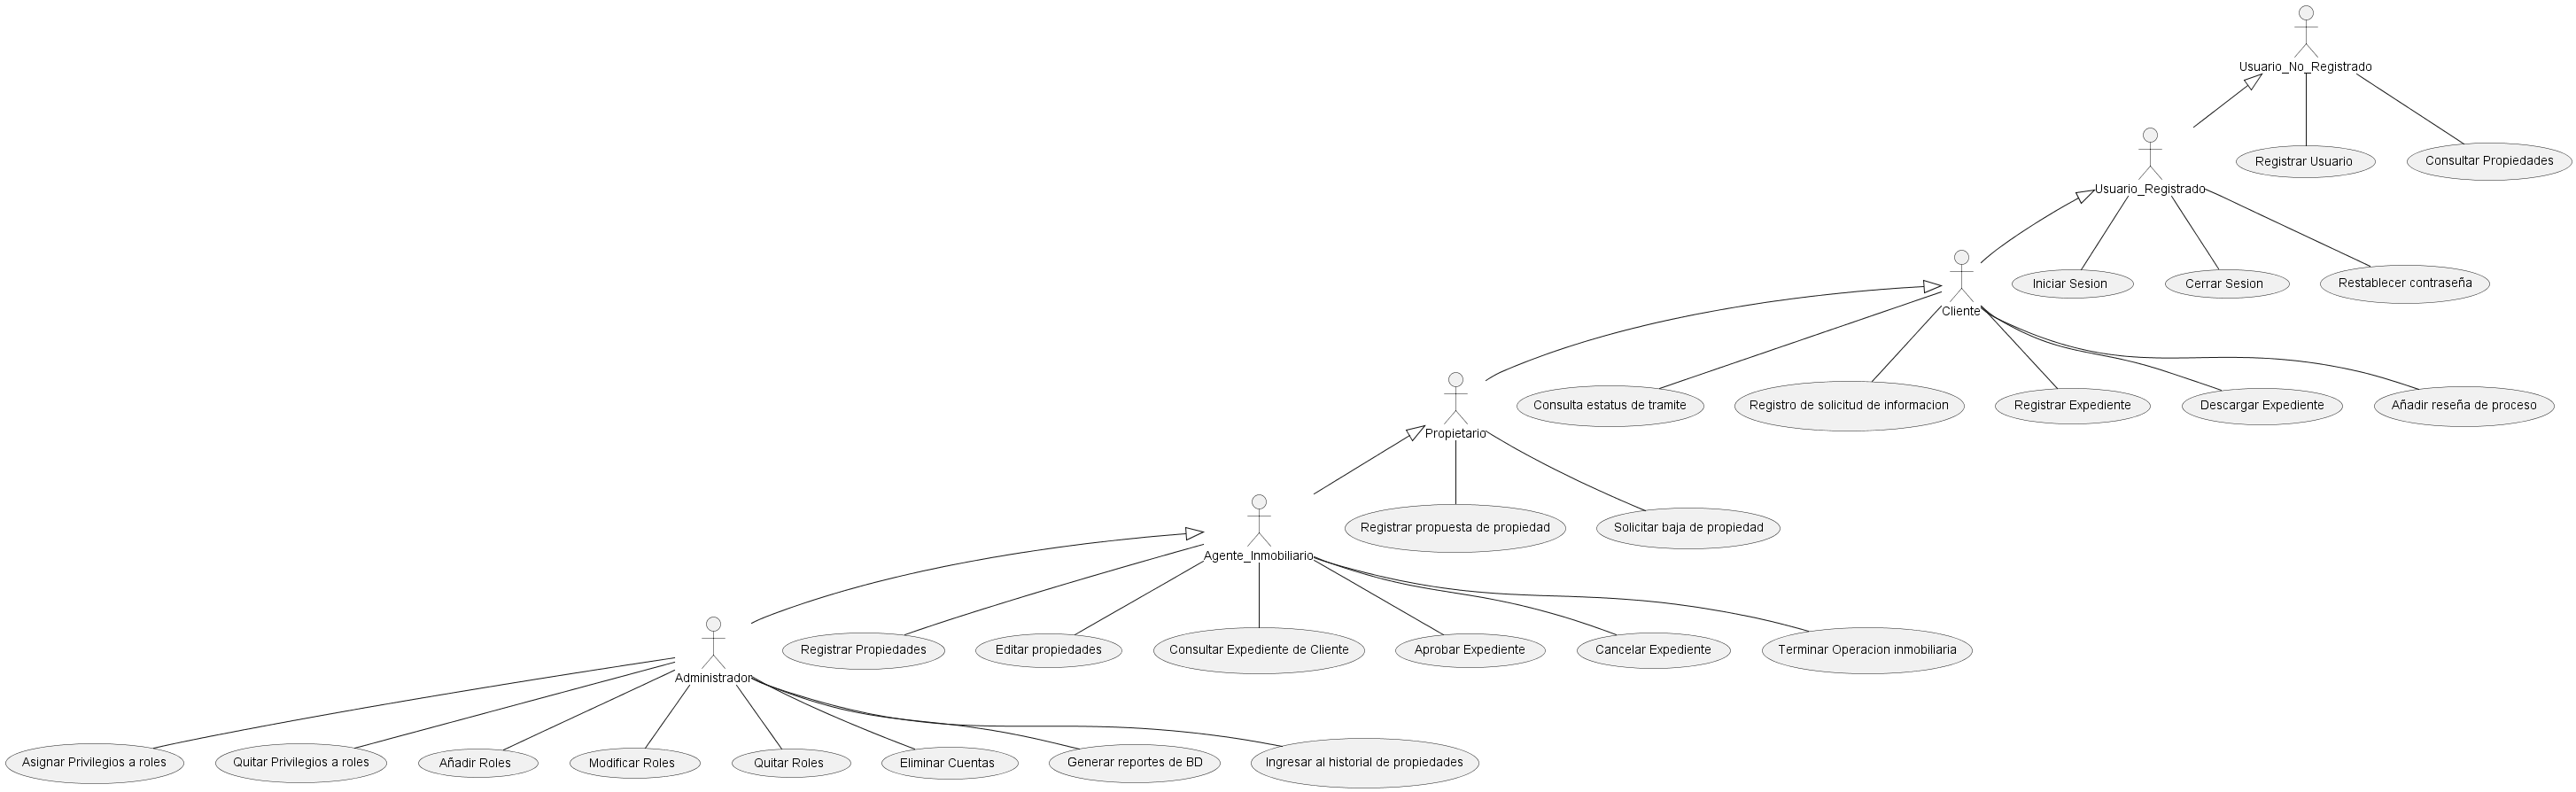 Usuario_No_Registrado
Registrar Usuario
Consultar Propiedades
Usuario_Registrado
Iniciar Sesion
Cerrar Sesion
Restablecer contraseña
Cliente
Consulta estatus de tramite
Registro de solicitud de informacion
Registrar Expediente
Descargar Expediente
Añadir reseña de proceso
Propietario
Registrar propuesta de propiedad
Solicitar baja de propiedad
Agente_Inmobiliario
Registrar Propiedades
Editar propiedades
Consultar Expediente de Cliente
Aprobar Expediente
Cancelar Expediente
Terminar Operacion inmobiliaria
Administrador
Asignar Privilegios a roles
Quitar Privilegios a roles
Añadir Roles
Modificar Roles
Quitar Roles
Eliminar Cuentas
Generar reportes de BD
Ingresar al historial de propiedades